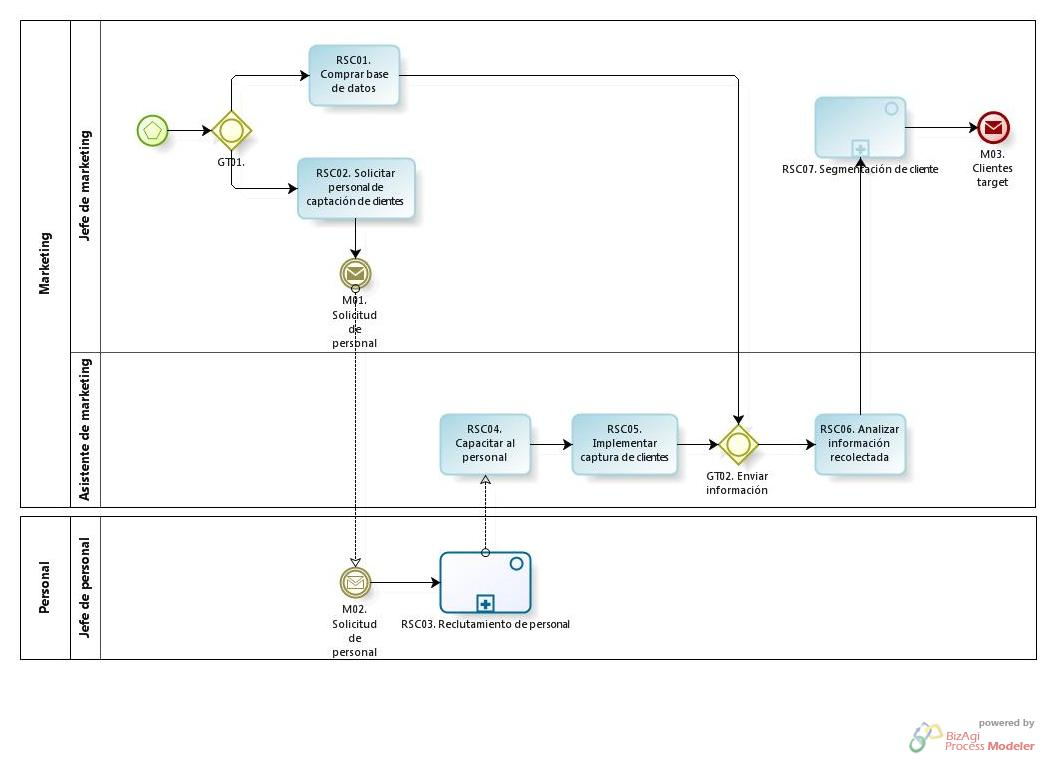 Marketing
Jefe de marketing
RSC01.
Comprar base
de datos
GT01.
RSC02. Solicitar
personal de
captación de clientes
M01.
Solicitud
de
personal
RSC07. Segmentación de cliente
M03.
Clientes
target
Asistente de marketing
RSC04.
Capacitar al
personal
RSC05.
Implementar
captura de clientes
GT02. Enviar
información
RSC06. Analizar
información
recolectada
Personal
Jefe de personal
M02.
Solicitud
de
personal
RSC03. Reclutamiento de personal
powered by
BizAgi
Process Modeler